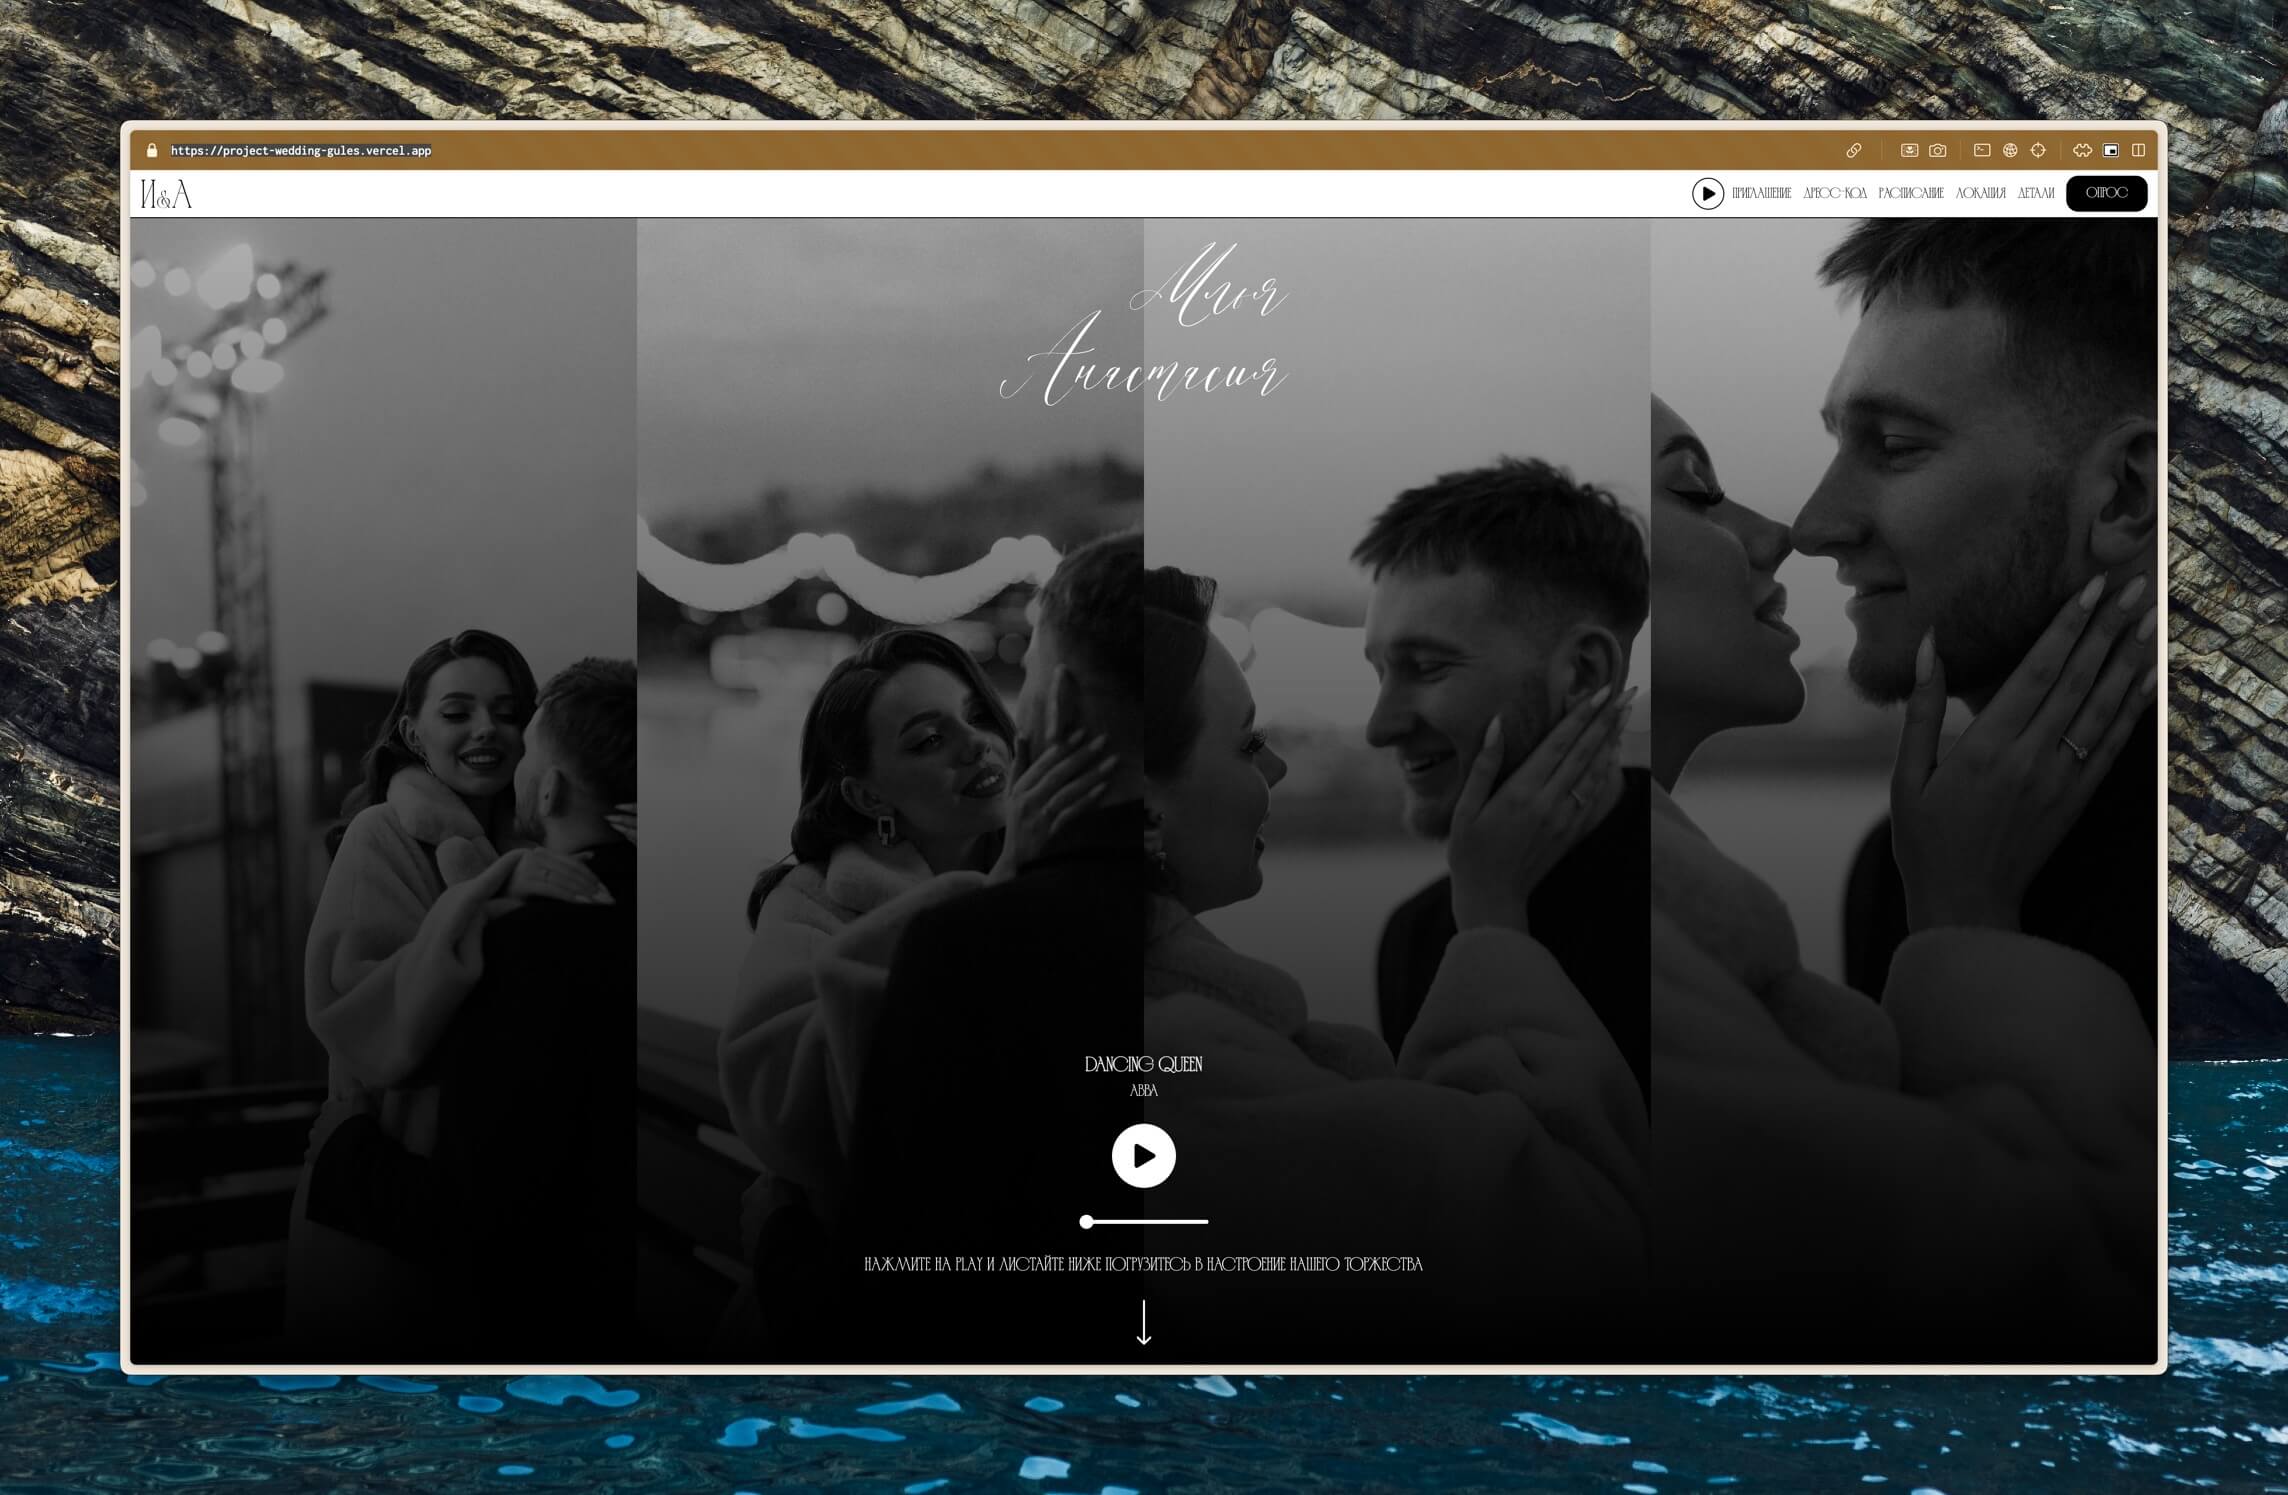 https://project-wedding-gules.vercel.app
И&А
ПРИГЛАШЕНИЕ ДРЕСС-КОД РАСПИСАНИЕ ЛОКАЦИЯ ДЕТАЛИ ОПРОС
Илья
Анастасия
DANCING QUEEN
ABBA
НАЖМИТЕ НА PLAY И ЛИСТАЙТЕ НИЖЕ ПОГРУЗИТЕСЬ В НАСТРОЕНИЕ НАШЕГО ТОРЖЕСТВА